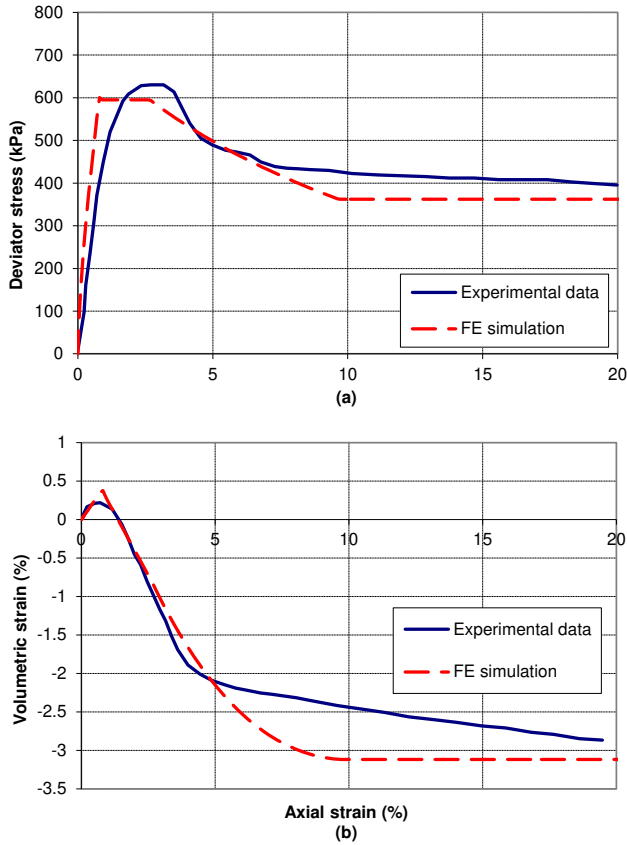 800
700
600
500
400
300
200
100
0
Deviator stress (kPa)
Experimental data
FE simulation
0 5 10 15 20
(a)
1
0.5
0
-0.5
-1
-1.5
-2
-2.5
-3
-3.5
Volumetric strain (%)
0 5 10 15 20
Experimental data
FE simulation
Axial strain (%)
(b)